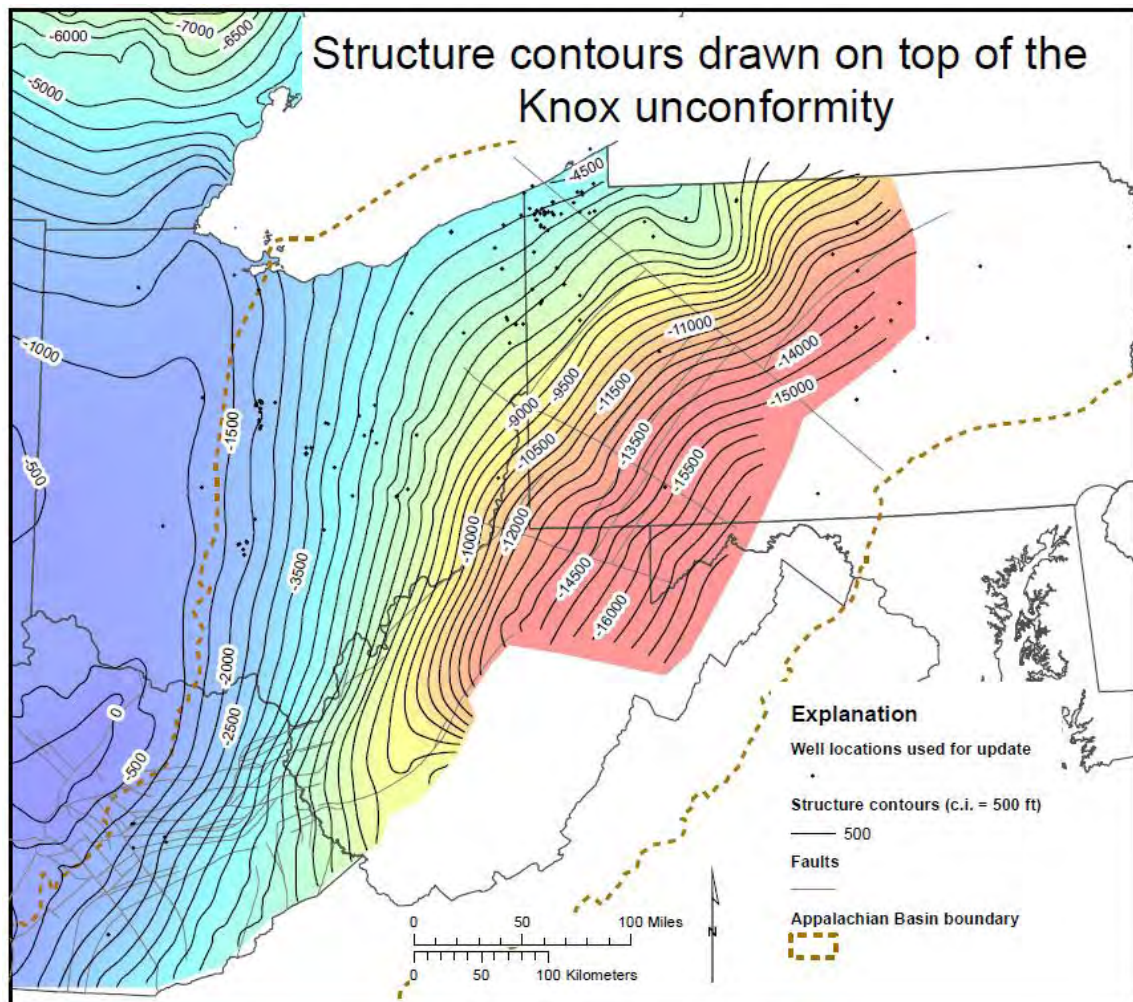 Structure contours drawn on top of the
Knox unconformity
-7000
-6000
-6500
-5000
-4500
-1000
-11000
-14000
-9500
-15000
-11500
-9000
-1500
-10500
-13500
-500
-15500
-10000
-12000
-3500
-14500
-16000
-2000
0
-2500
-500
Explanation
Well locations used for update
Structure contours (c.i. = 500 ft)
500
Faults
Appalachian Basin boundary
0 50 100 Miles
0 50 100 Kilometers
N